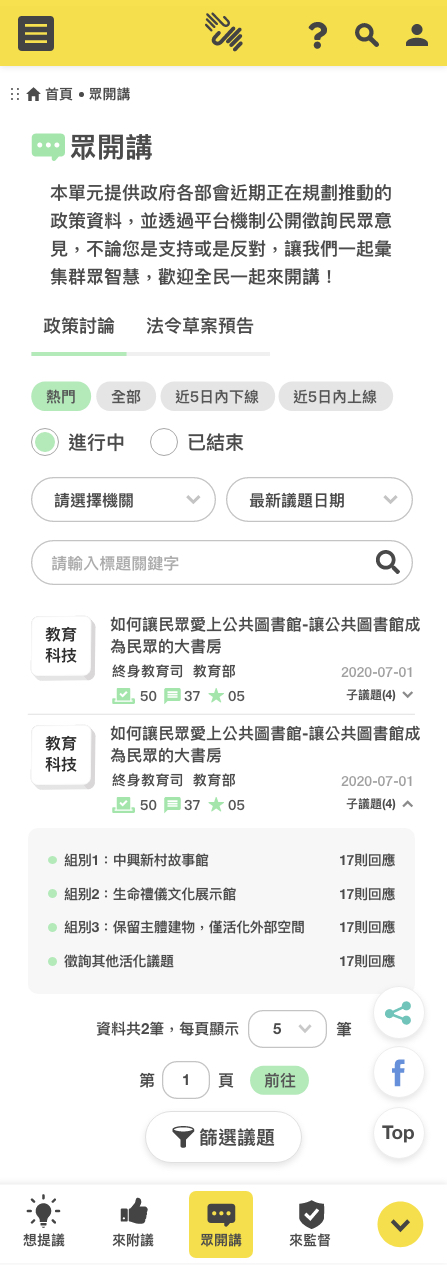 首頁 • 眾開講
眾開講
本單元提供政府各部會近期正在規劃推動的
政策資料，並透過平台機制公開徵詢民眾意
見，不論您是支持或是反對，讓我們一起彙
集群眾智慧，歡迎全民一起來開講！
政策討論 法令草案預告
熱門 全部 近5日內下線 近5日內上線
進行中 已結束
請選擇機關 最新議題日期
請輸入標題關鍵字
教育
科技
如何讓民眾愛上公共圖書館-讓公共圖書館成
為民眾的大書房
終身教育司 教育部 2020-07-01
50 37 05 子議題(4)
教育
科技
如何讓民眾愛上公共圖書館-讓公共圖書館成
為民眾的大書房
終身教育司 教育部 2020-07-01
50 37 05 子議題(4)
組別1：中興新村故事館 17則回應
組別2：生命禮儀文化展示館 17則回應
組別3：保留主體建物，僅活化外部空間 17則回應
徵詢其他活化議題 17則回應
資料共2筆，每頁顯示 5 筆
第 1 頁 前往
篩選議題
f
Top
想提議 來附議 眾開講 來監督